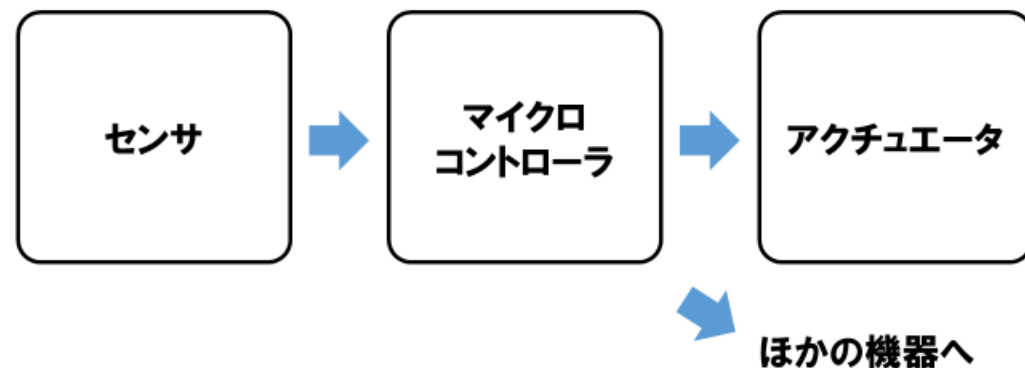 センサ
マイクロ
コントローラ
アクチュエータ
ほかの機器へ